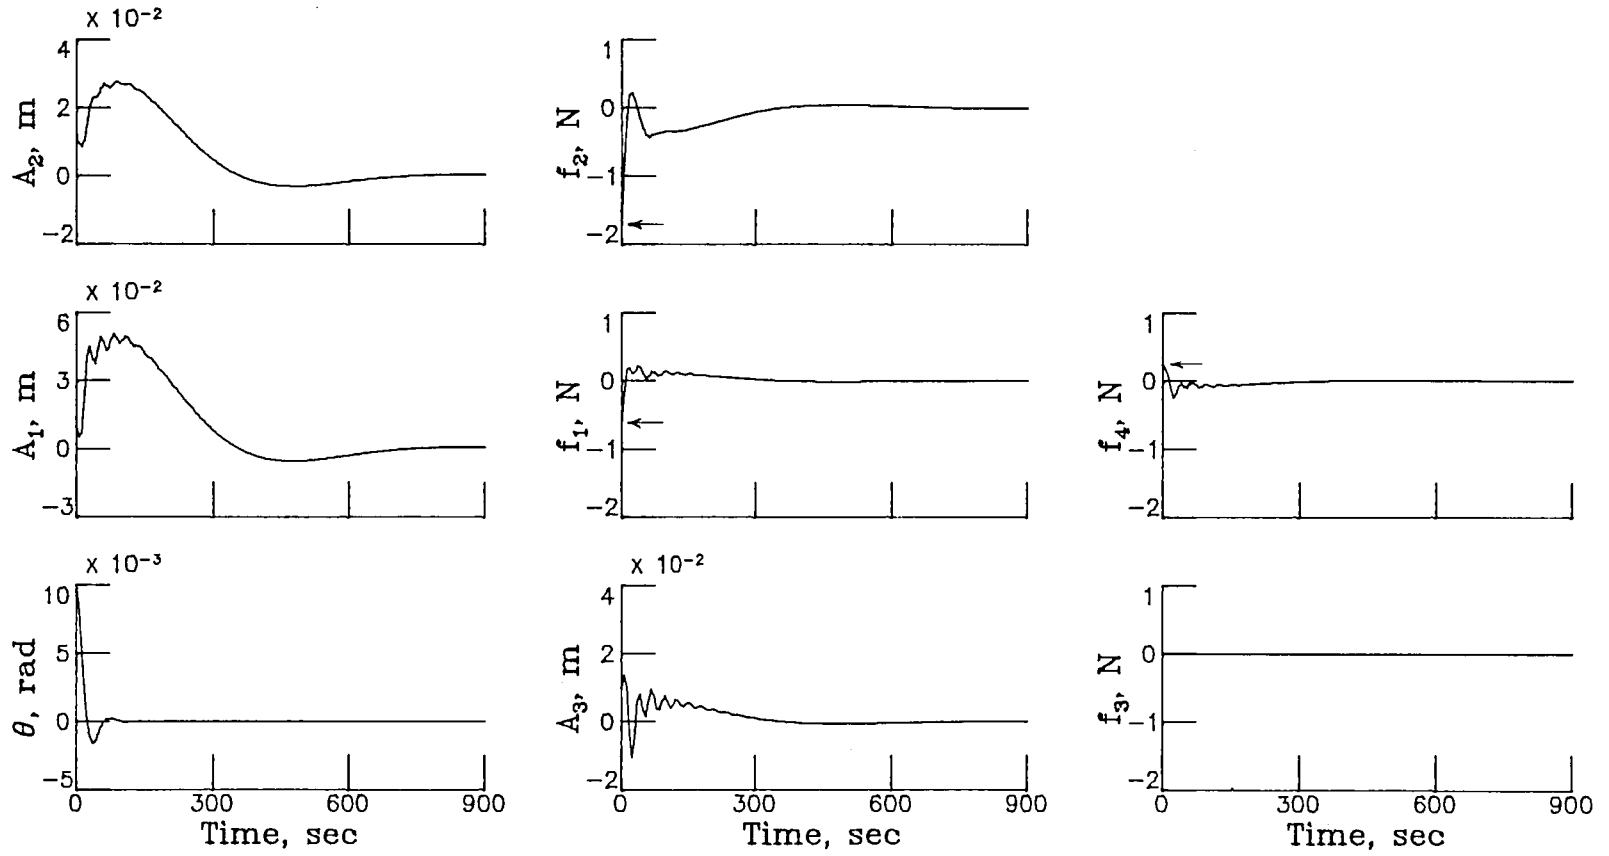 x 10⁻²
4
2
0
−2
A₂, m
1
0
−1
−2
f₂, N
x 10⁻²
6
3
0
−3
A₁, m
1
0
−1
−2
f₁, N
1
0
−1
−2
f₄, N
x 10⁻³
10
5
0
−5
θ, rad
0 300 600 900
Time, sec
x 10⁻²
4
2
0
−2
A₃, m
0 300 600 900
Time, sec
1
0
−1
−2
f₃, N
0 300 600 900
Time, sec